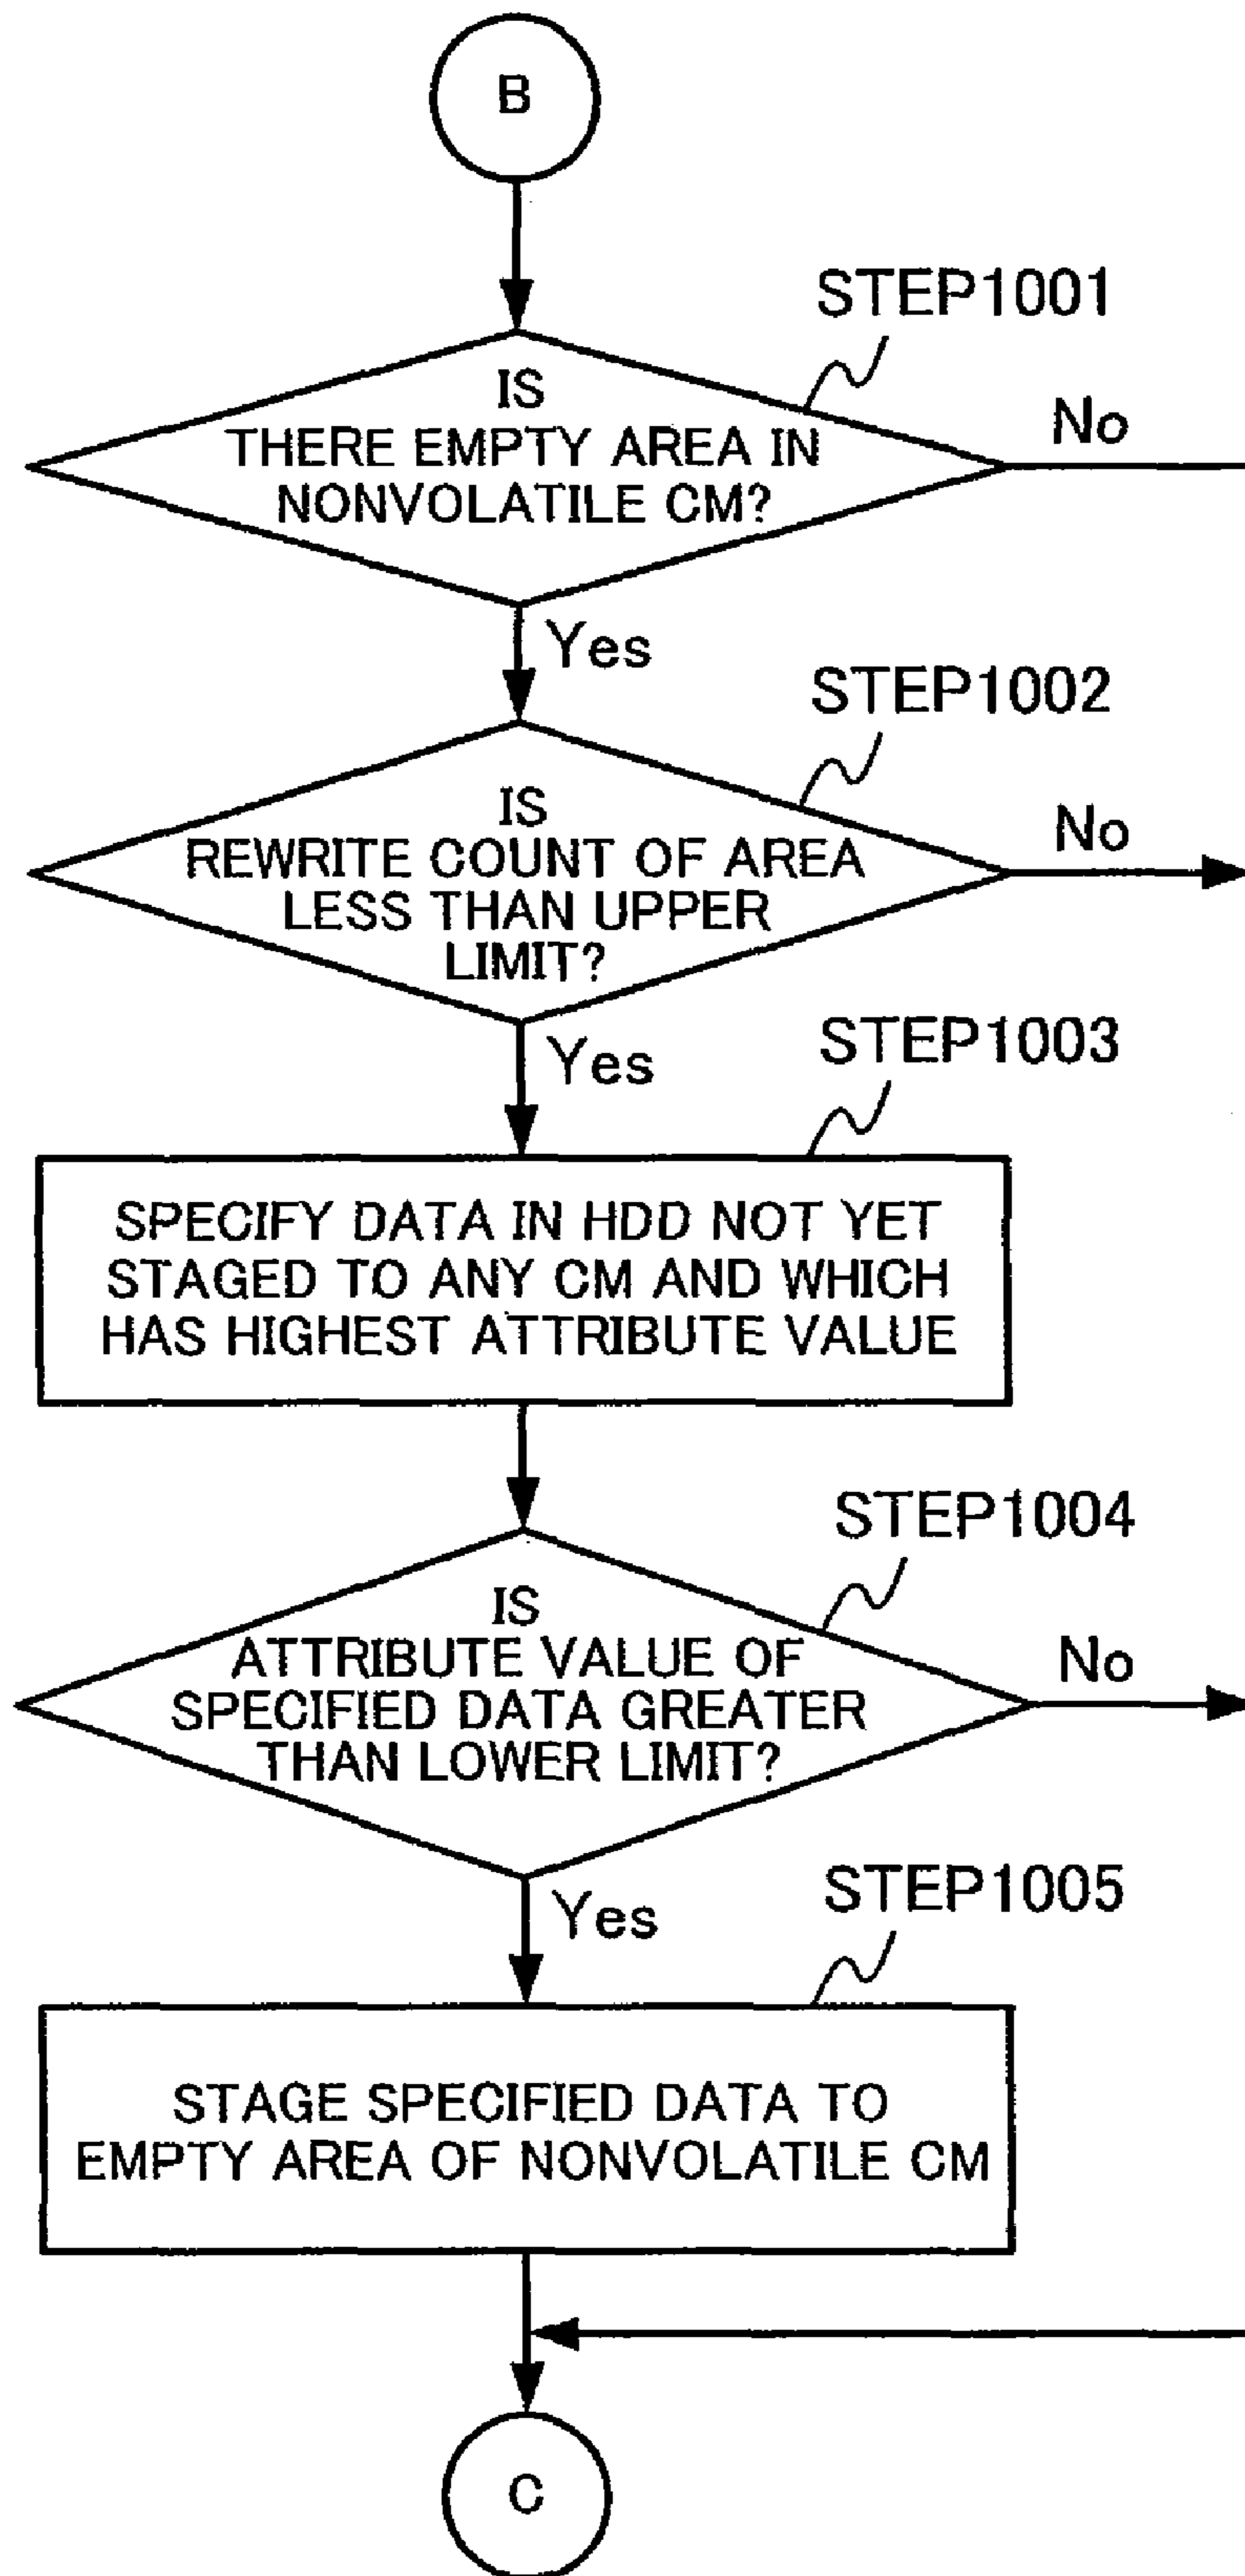 B
STEP1001
IS
THERE EMPTY AREA IN
NONVOLATILE CM?
No
Yes
STEP1002
IS
REWRITE COUNT OF AREA
LESS THAN UPPER
LIMIT?
No
Yes
STEP1003
SPECIFY DATA IN HDD NOT YET
STAGED TO ANY CM AND WHICH
HAS HIGHEST ATTRIBUTE VALUE
STEP1004
IS
ATTRIBUTE VALUE OF
SPECIFIED DATA GREATER
THAN LOWER LIMIT?
No
Yes
STEP1005
STAGE SPECIFIED DATA TO
EMPTY AREA OF NONVOLATILE CM
C